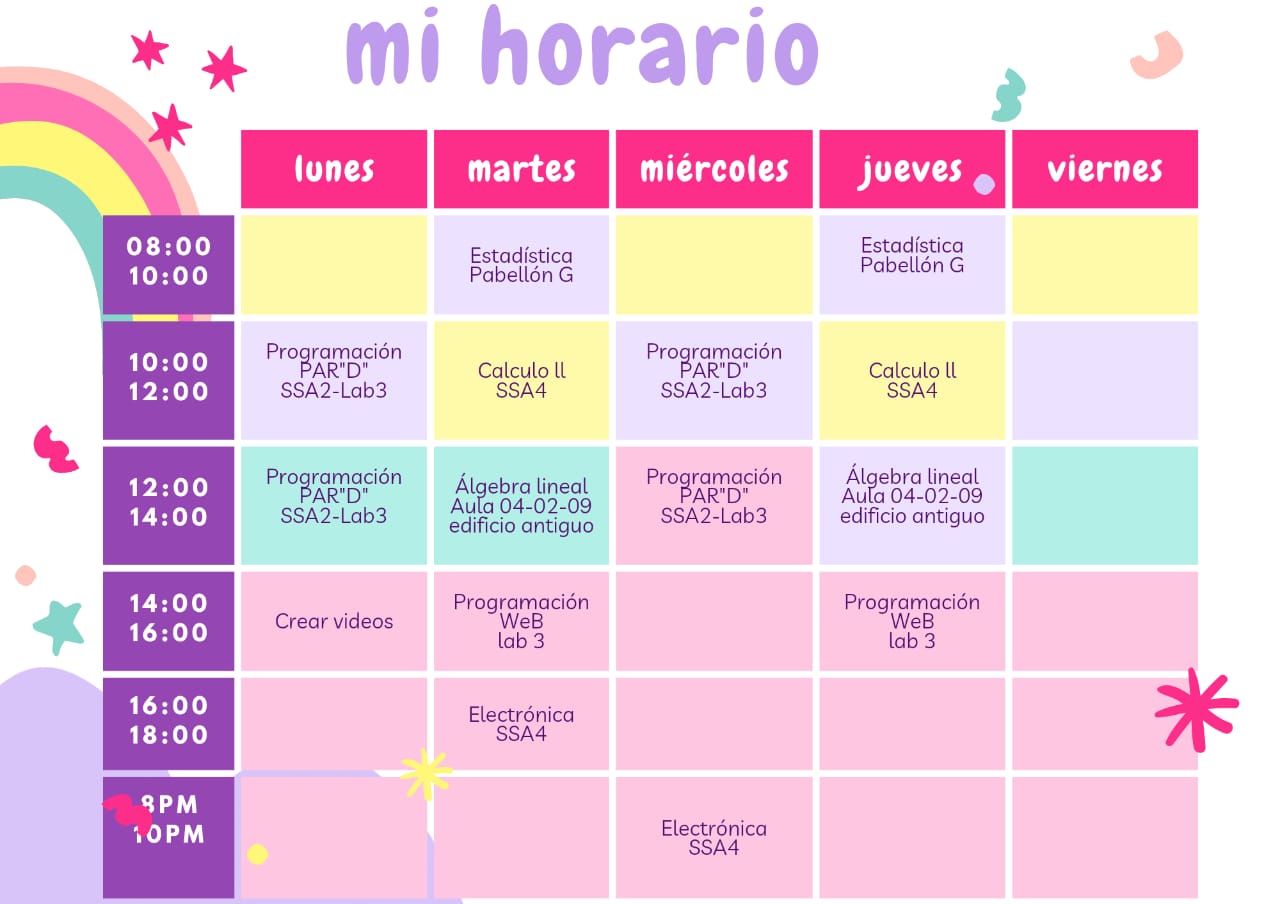 mi horario
lunes martes miércoles jueves viernes
08:00
10:00
Estadística
Pabellón G
Estadística
Pabellón G
10:00
12:00
Programación
PAR"D"
SSA2-Lab3
Calculo ll
SSA4
Programación
PAR"D"
SSA2-Lab3
Calculo ll
SSA4
12:00
14:00
Programación
PAR"D"
SSA2-Lab3
Álgebra lineal
Aula 04-02-09
edificio antiguo
Programación
PAR"D"
SSA2-Lab3
Álgebra lineal
Aula 04-02-09
edificio antiguo
14:00
16:00
Crear videos
Programación
WeB
lab 3
Programación
WeB
lab 3
16:00
18:00
Electrónica
SSA4
8PM
10PM
Electrónica
SSA4